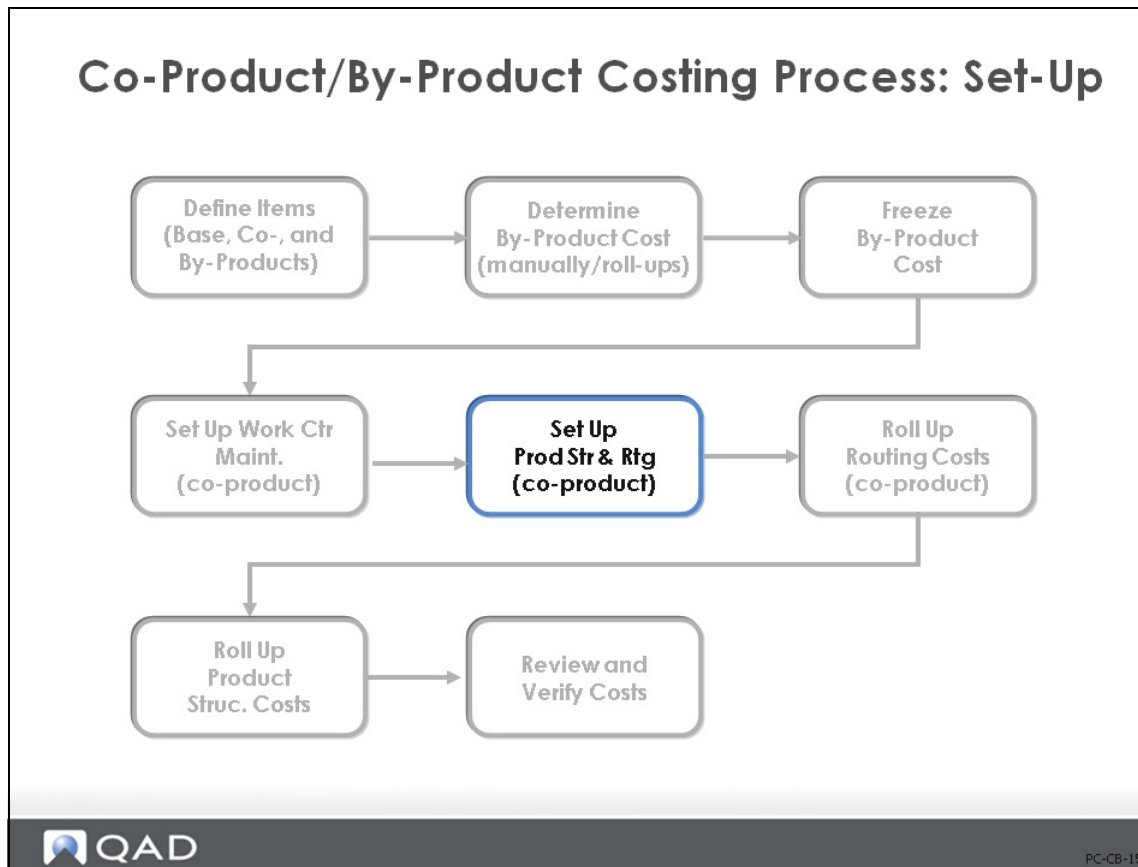 Co-Product/By-Product Costing Process: Set-Up
Define Items
(Base, Co-, and
By-Products)
Determine
By-Product Cost
(manually/roll-ups)
Freeze
By-Product
Cost
Set Up Work Ctr
Maint.
(co-product)
Set Up
Prod Str & Rtg
(co-product)
Roll Up
Routing Costs
(co-product)
Roll Up
Product
Struc. Costs
Review and
Verify Costs
QAD